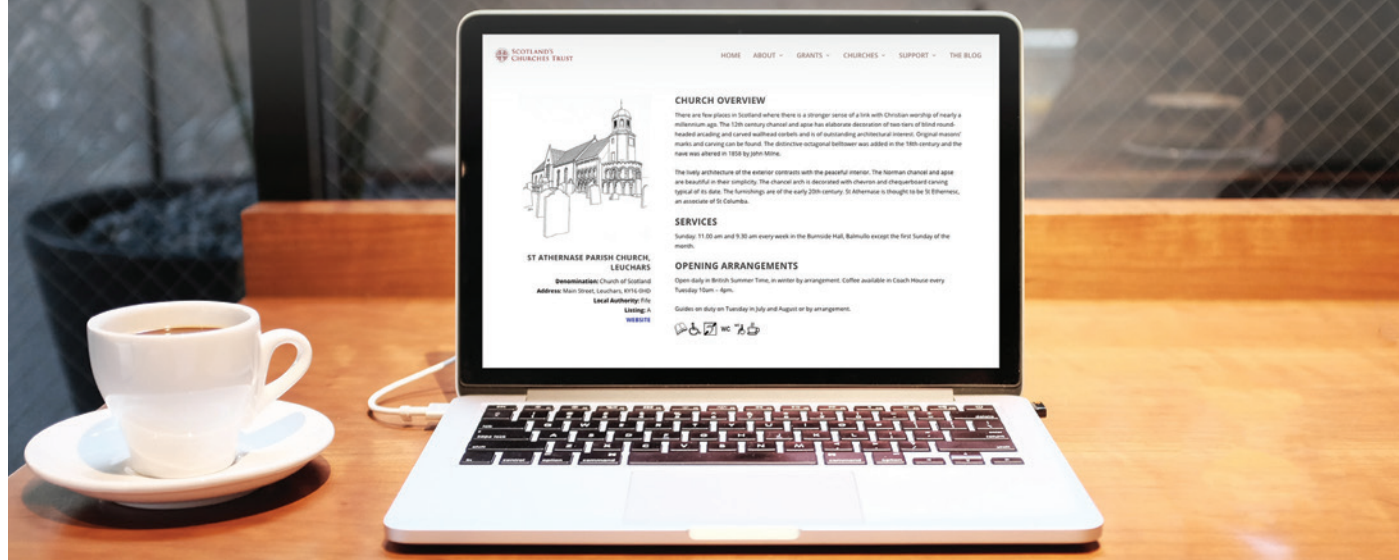 SCOTLAND'S
CHURCHES TRUST
HOME ABOUT GRANTS CHURCHES SUPPORT THE BLOG
CHURCH OVERVIEW
There are few places in Scotland where there is a stronger sense of a link with Christian worship of nearly a
millennium ago. The 12th century chancel and apse has elaborate decoration of two tiers of blind round-
headed arcading and carved wallhead corbels and is of outstanding architectural interest. Original masons'
marks and carving can be found. The distinctive octagonal belltower was added in the 18th-century and the
nave was altered in 1858 by John Milne.
The lively architecture of the exterior contrasts with the peaceful interior. The Norman chancel and apse
are beautiful in their simplicity. The chancel arch is decorated with chevron and chequerboard carving
typical of its date. The furnishings are of the early 20th-century. St Athernase is thought to be St Etherness,
an associate of St Columba.
SERVICES
Sunday: 11.00 am and 9.30 am every week in the Burnside Hall, Balmullo except the first Sunday of the
month.
OPENING ARRANGEMENTS
Open daily in British Summer Time, in winter by arrangement. Coffee available in Coach House every
Tuesday 10am – 4pm.
Guides on duty on Tuesday in July and August or by arrangement.
WC
ST ATHERNASE PARISH CHURCH,
LEUCHARS
Denomination: Church of Scotland
Address: Main Street, Leuchars, KY16 0HD
Local Authority: Fife
Listing: A
WEBSITE